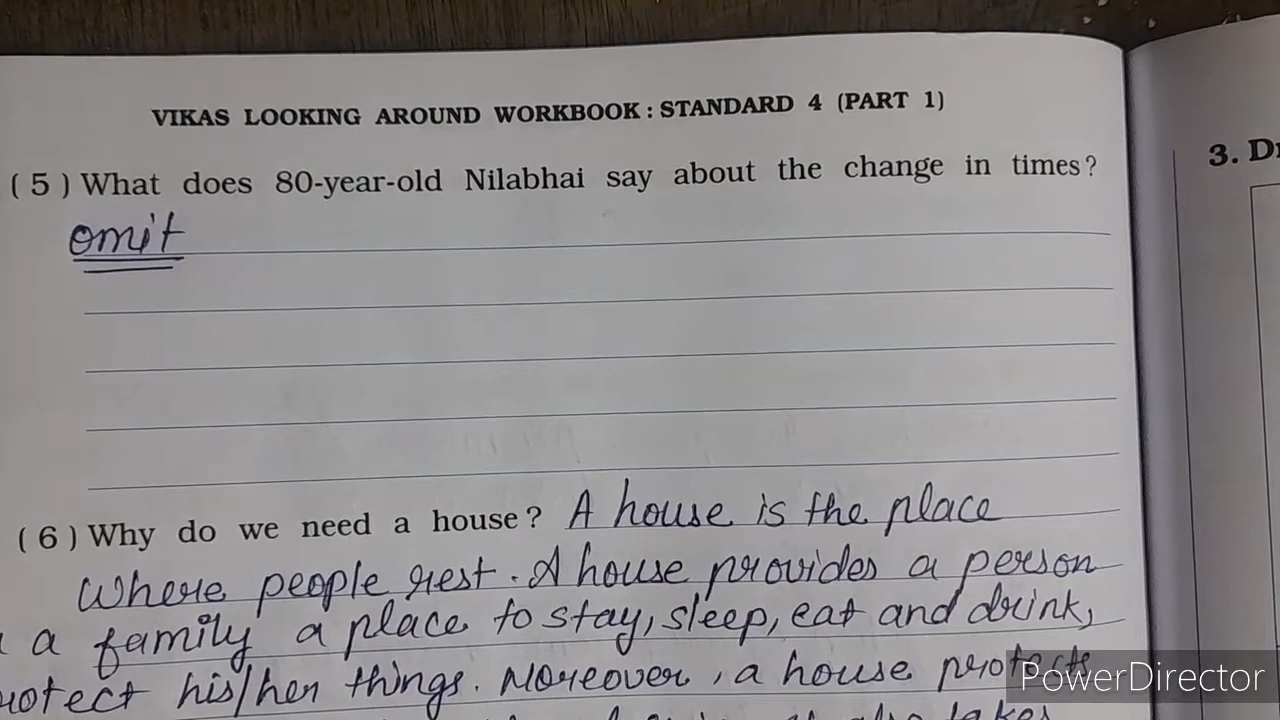 VIKAS LOOKING AROUND WORKBOOK : STANDARD 4 (PART 1)
(5) What does 80-year-old Nilabhai say about the change in times?
omit
(6) Why do we need a house? A house is the place
where people rest. A house provides a person
a family a place to stay, sleep, eat and drink,
his/her things. Moreover, a house protects
takes
3. D
PowerDirector